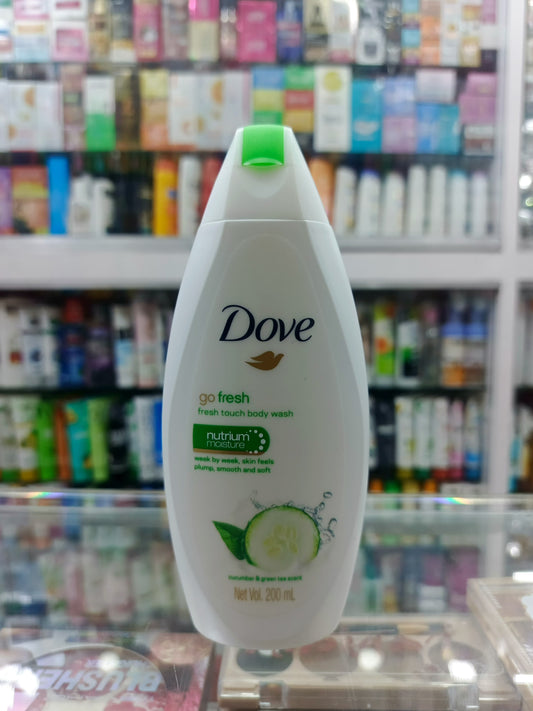 Dove
go fresh
fresh touch body wash
nutrium
moisture
week by week, skin feels
plump, smooth and soft
cucumber & green tea scent
Net Vol. 200 mL